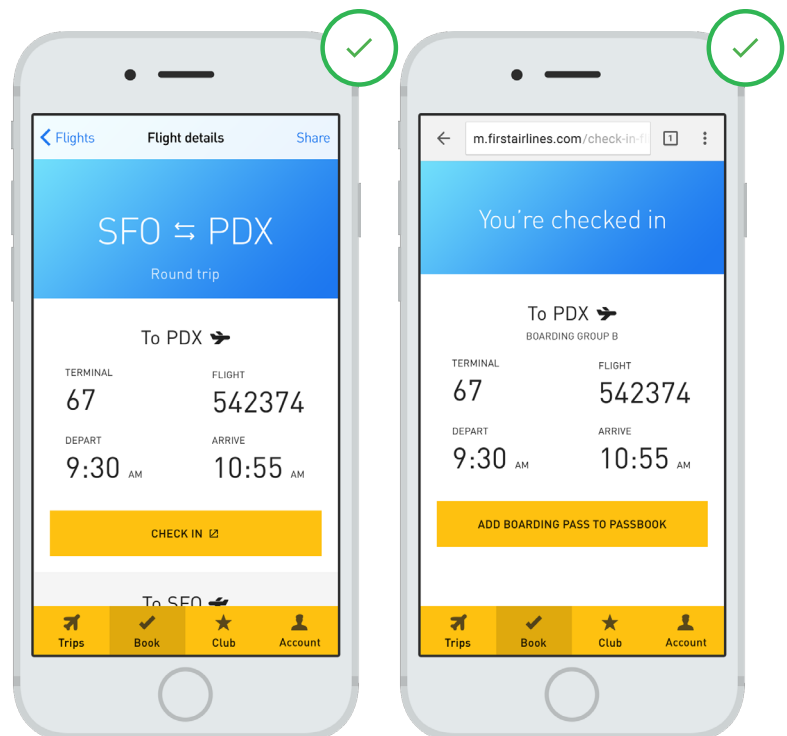 Flights Flight details Share
SFO ⇆ PDX
Round trip
To PDX
TERMINAL FLIGHT
67 542374
DEPART ARRIVE
9:30 AM 10:55 AM
CHECK IN
To SFO
Trips Book Club Account
m.firstairlines.com/check-in-fl 1
You're checked in
To PDX
BOARDING GROUP B
TERMINAL FLIGHT
67 542374
DEPART ARRIVE
9:30 AM 10:55 AM
ADD BOARDING PASS TO PASSBOOK
Trips Book Club Account